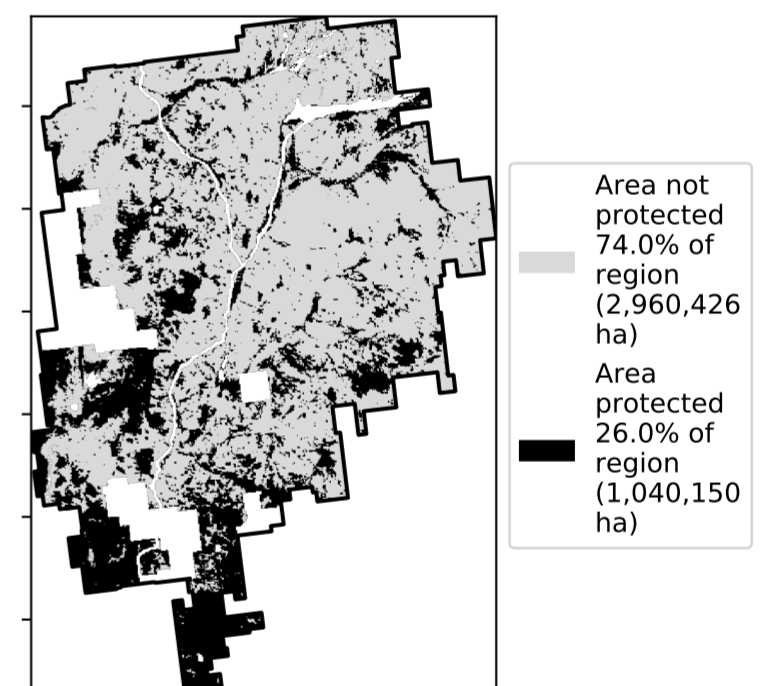 Area not
protected
74.0% of
region
(2,960,426
ha)
Area
protected
26.0% of
region
(1,040,150
ha)